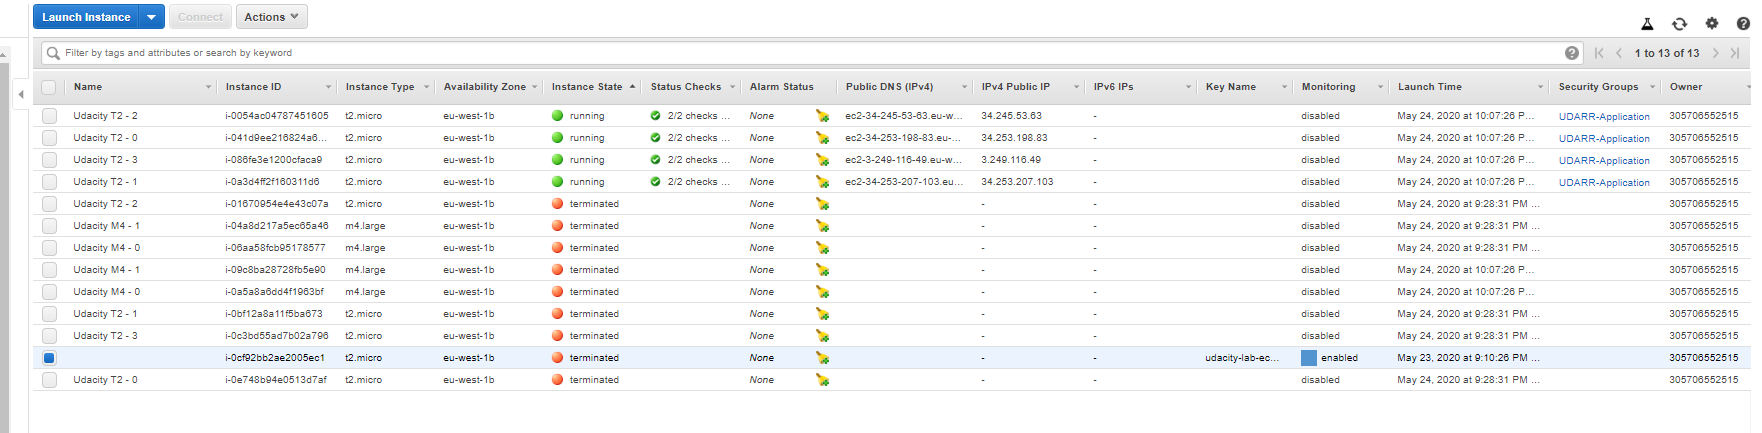 Launch Instance Connect Actions
Filter by tags and attributes or search by keyword 1 to 13 of 13
Name Instance ID Instance Type Availability Zone Instance State Status Checks Alarm Status Public DNS (IPv4) IPv4 Public IP IPv6 IPs Key Name Monitoring Launch Time Security Groups Owner
Udacity T2 - 2 i-0054ac04787451605 t2.micro eu-west-1b running 2/2 checks ... None ec2-34-245-53-63.eu-w... 34.245.53.63 - disabled May 24, 2020 at 10:07:26 P... UDARR-Application 305706552515
Udacity T2 - 0 i-041d9ee216824a6... t2.micro eu-west-1b running 2/2 checks ... None ec2-34-253-198-83.eu-... 34.253.198.83 - disabled May 24, 2020 at 10:07:26 P... UDARR-Application 305706552515
Udacity T2 - 3 i-086fe3e1200cfaca9 t2.micro eu-west-1b running 2/2 checks ... None ec2-3-249-116-49.eu-w... 3.249.116.49 - disabled May 24, 2020 at 10:07:26 P... UDARR-Application 305706552515
Udacity T2 - 1 i-0a3d4ff2f160311d6 t2.micro eu-west-1b running 2/2 checks ... None ec2-34-253-207-103.eu... 34.253.207.103 - disabled May 24, 2020 at 10:07:26 P... UDARR-Application 305706552515
Udacity T2 - 2 i-01670954e4e43c07a t2.micro eu-west-1b terminated None - - disabled May 24, 2020 at 9:28:31 PM ... 305706552515
Udacity M4 - 1 i-04a8d217a5ec65a46 m4.large eu-west-1b terminated None - - disabled May 24, 2020 at 9:28:31 PM ... 305706552515
Udacity M4 - 0 i-06aa58fcb95178577 m4.large eu-west-1b terminated None - - disabled May 24, 2020 at 9:28:31 PM ... 305706552515
Udacity M4 - 1 i-09c8ba28728fb5e90 m4.large eu-west-1b terminated None - - disabled May 24, 2020 at 10:07:26 P... 305706552515
Udacity M4 - 0 i-0a5a8a6dd4f1963bf m4.large eu-west-1b terminated None - - disabled May 24, 2020 at 10:07:26 P... 305706552515
Udacity T2 - 1 i-0bf12a8a11f5ba673 t2.micro eu-west-1b terminated None - - disabled May 24, 2020 at 9:28:31 PM ... 305706552515
Udacity T2 - 3 i-0c3bd55ad7b02a796 t2.micro eu-west-1b terminated None - - disabled May 24, 2020 at 9:28:31 PM ... 305706552515
i-0cf92bb2ae2005ec1 t2.micro eu-west-1b terminated None - - udacity-lab-ec... enabled May 23, 2020 at 9:10:26 PM ... 305706552515
Udacity T2 - 0 i-0e748b94e0513d7af t2.micro eu-west-1b terminated None - - disabled May 24, 2020 at 9:28:31 PM ... 305706552515